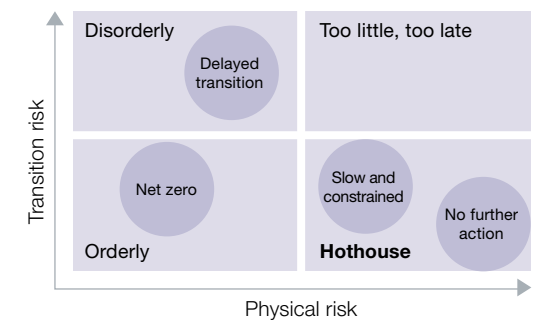 Disorderly
Too little, too late
Delayed
transition
Transition risk
Net zero
Slow and
constrained
No further
action
Orderly
Hothouse
Physical risk